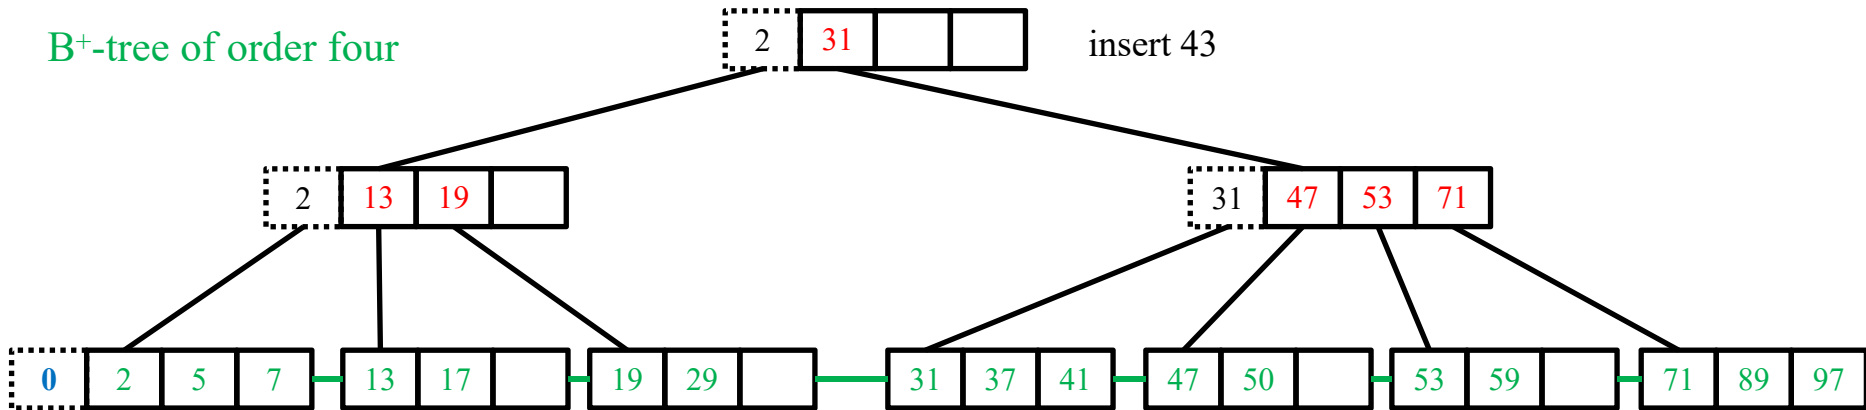 B⁺-tree of order four
2 31
insert 43
2 13 19
31 47 53 71
0 2 5 7 13 17 19 29 31 37 41 47 50 53 59 71 89 97